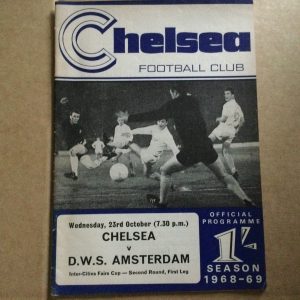 Chelsea
FOOTBALL CLUB
Wednesday, 23rd October (7.30 p.m.)
CHELSEA
v
D.W.S. AMSTERDAM
Inter-Cities Fairs Cup — Second Round, First Leg
OFFICIAL
PROGRAMME
1'-
SEASON
1968-69